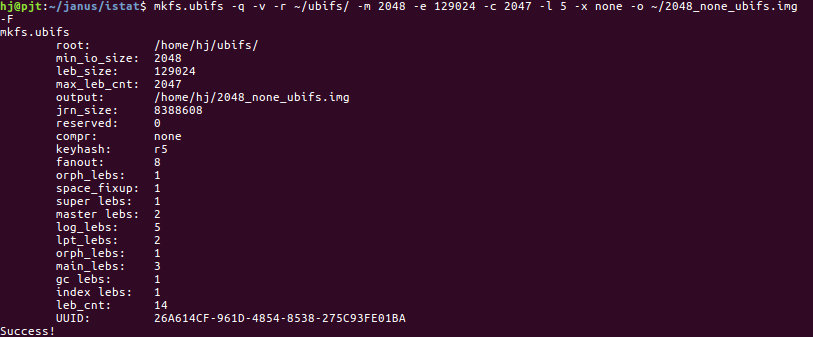 hj@pjt:~/janus/istat$ mkfs.ubifs -q -v -r ~/ubifs/ -m 2048 -e 129024 -c 2047 -l 5 -x none -o ~/2048_none_ubifs.img
-F
mkfs.ubifs
root: /home/hj/ubifs/
min_io_size: 2048
leb_size: 129024
max_leb_cnt: 2047
output: /home/hj/2048_none_ubifs.img
jrn_size: 8388608
reserved: 0
compr: none
keyhash: r5
fanout: 8
orph_lebs: 1
space_fixup: 1
super lebs: 1
master lebs: 2
log_lebs: 5
lpt_lebs: 2
orph_lebs: 1
main_lebs: 3
gc lebs: 1
index lebs: 1
leb_cnt: 14
UUID: 26A614CF-961D-4854-8538-275C93FE01BA
Success!